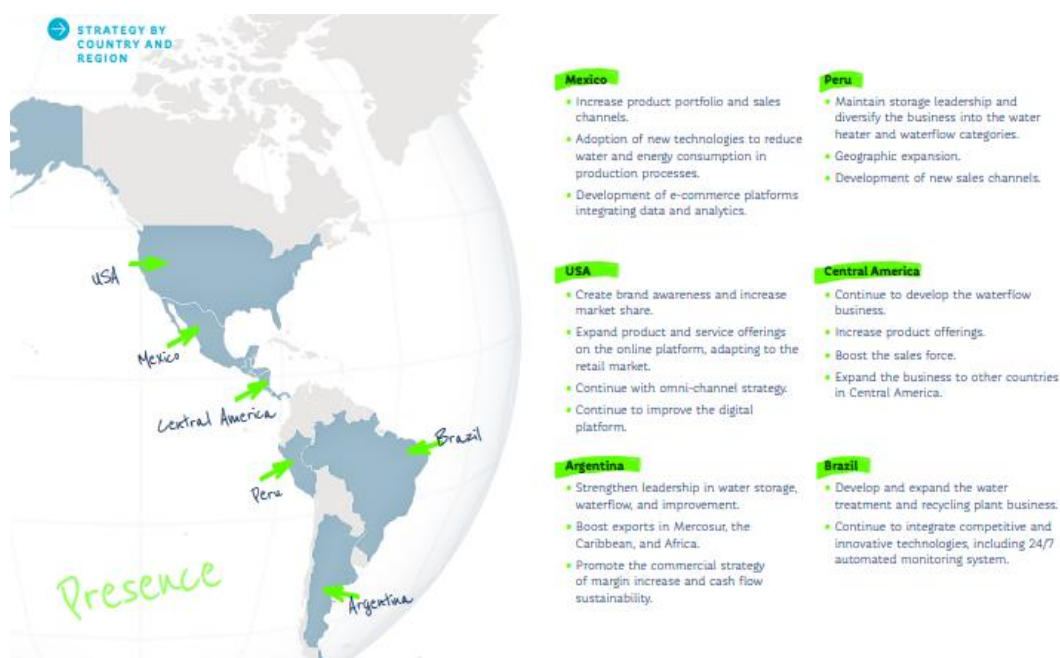 STRATEGY BY
COUNTRY AND
REGION
USA
Mexico
Central America
Peru
Brazil
Argentina
Presence
Mexico
• Increase product portfolio and sales
channels.
• Adoption of new technologies to reduce
water and energy consumption in
production processes.
• Development of e-commerce platforms
integrating data and analytics.
Peru
• Maintain storage leadership and
diversify the business into the water
heater and waterflow categories.
• Geographic expansion.
• Development of new sales channels.
USA
• Create brand awareness and increase
market share.
• Expand product and service offerings
on the online platform, adapting to the
retail market.
• Continue with omni-channel strategy.
• Continue to improve the digital
platform.
Central America
• Continue to develop the waterflow
business.
• Increase product offerings.
• Boost the sales force.
• Expand the business to other countries
in Central America.
Argentina
• Strengthen leadership in water storage,
waterflow, and improvement.
• Boost exports in Mercosur, the
Caribbean, and Africa.
• Promote the commercial strategy
of margin increase and cash flow
sustainability.
Brazil
• Develop and expand the water
treatment and recycling plant business.
• Continue to integrate competitive and
innovative technologies, including 24/7
automated monitoring system.